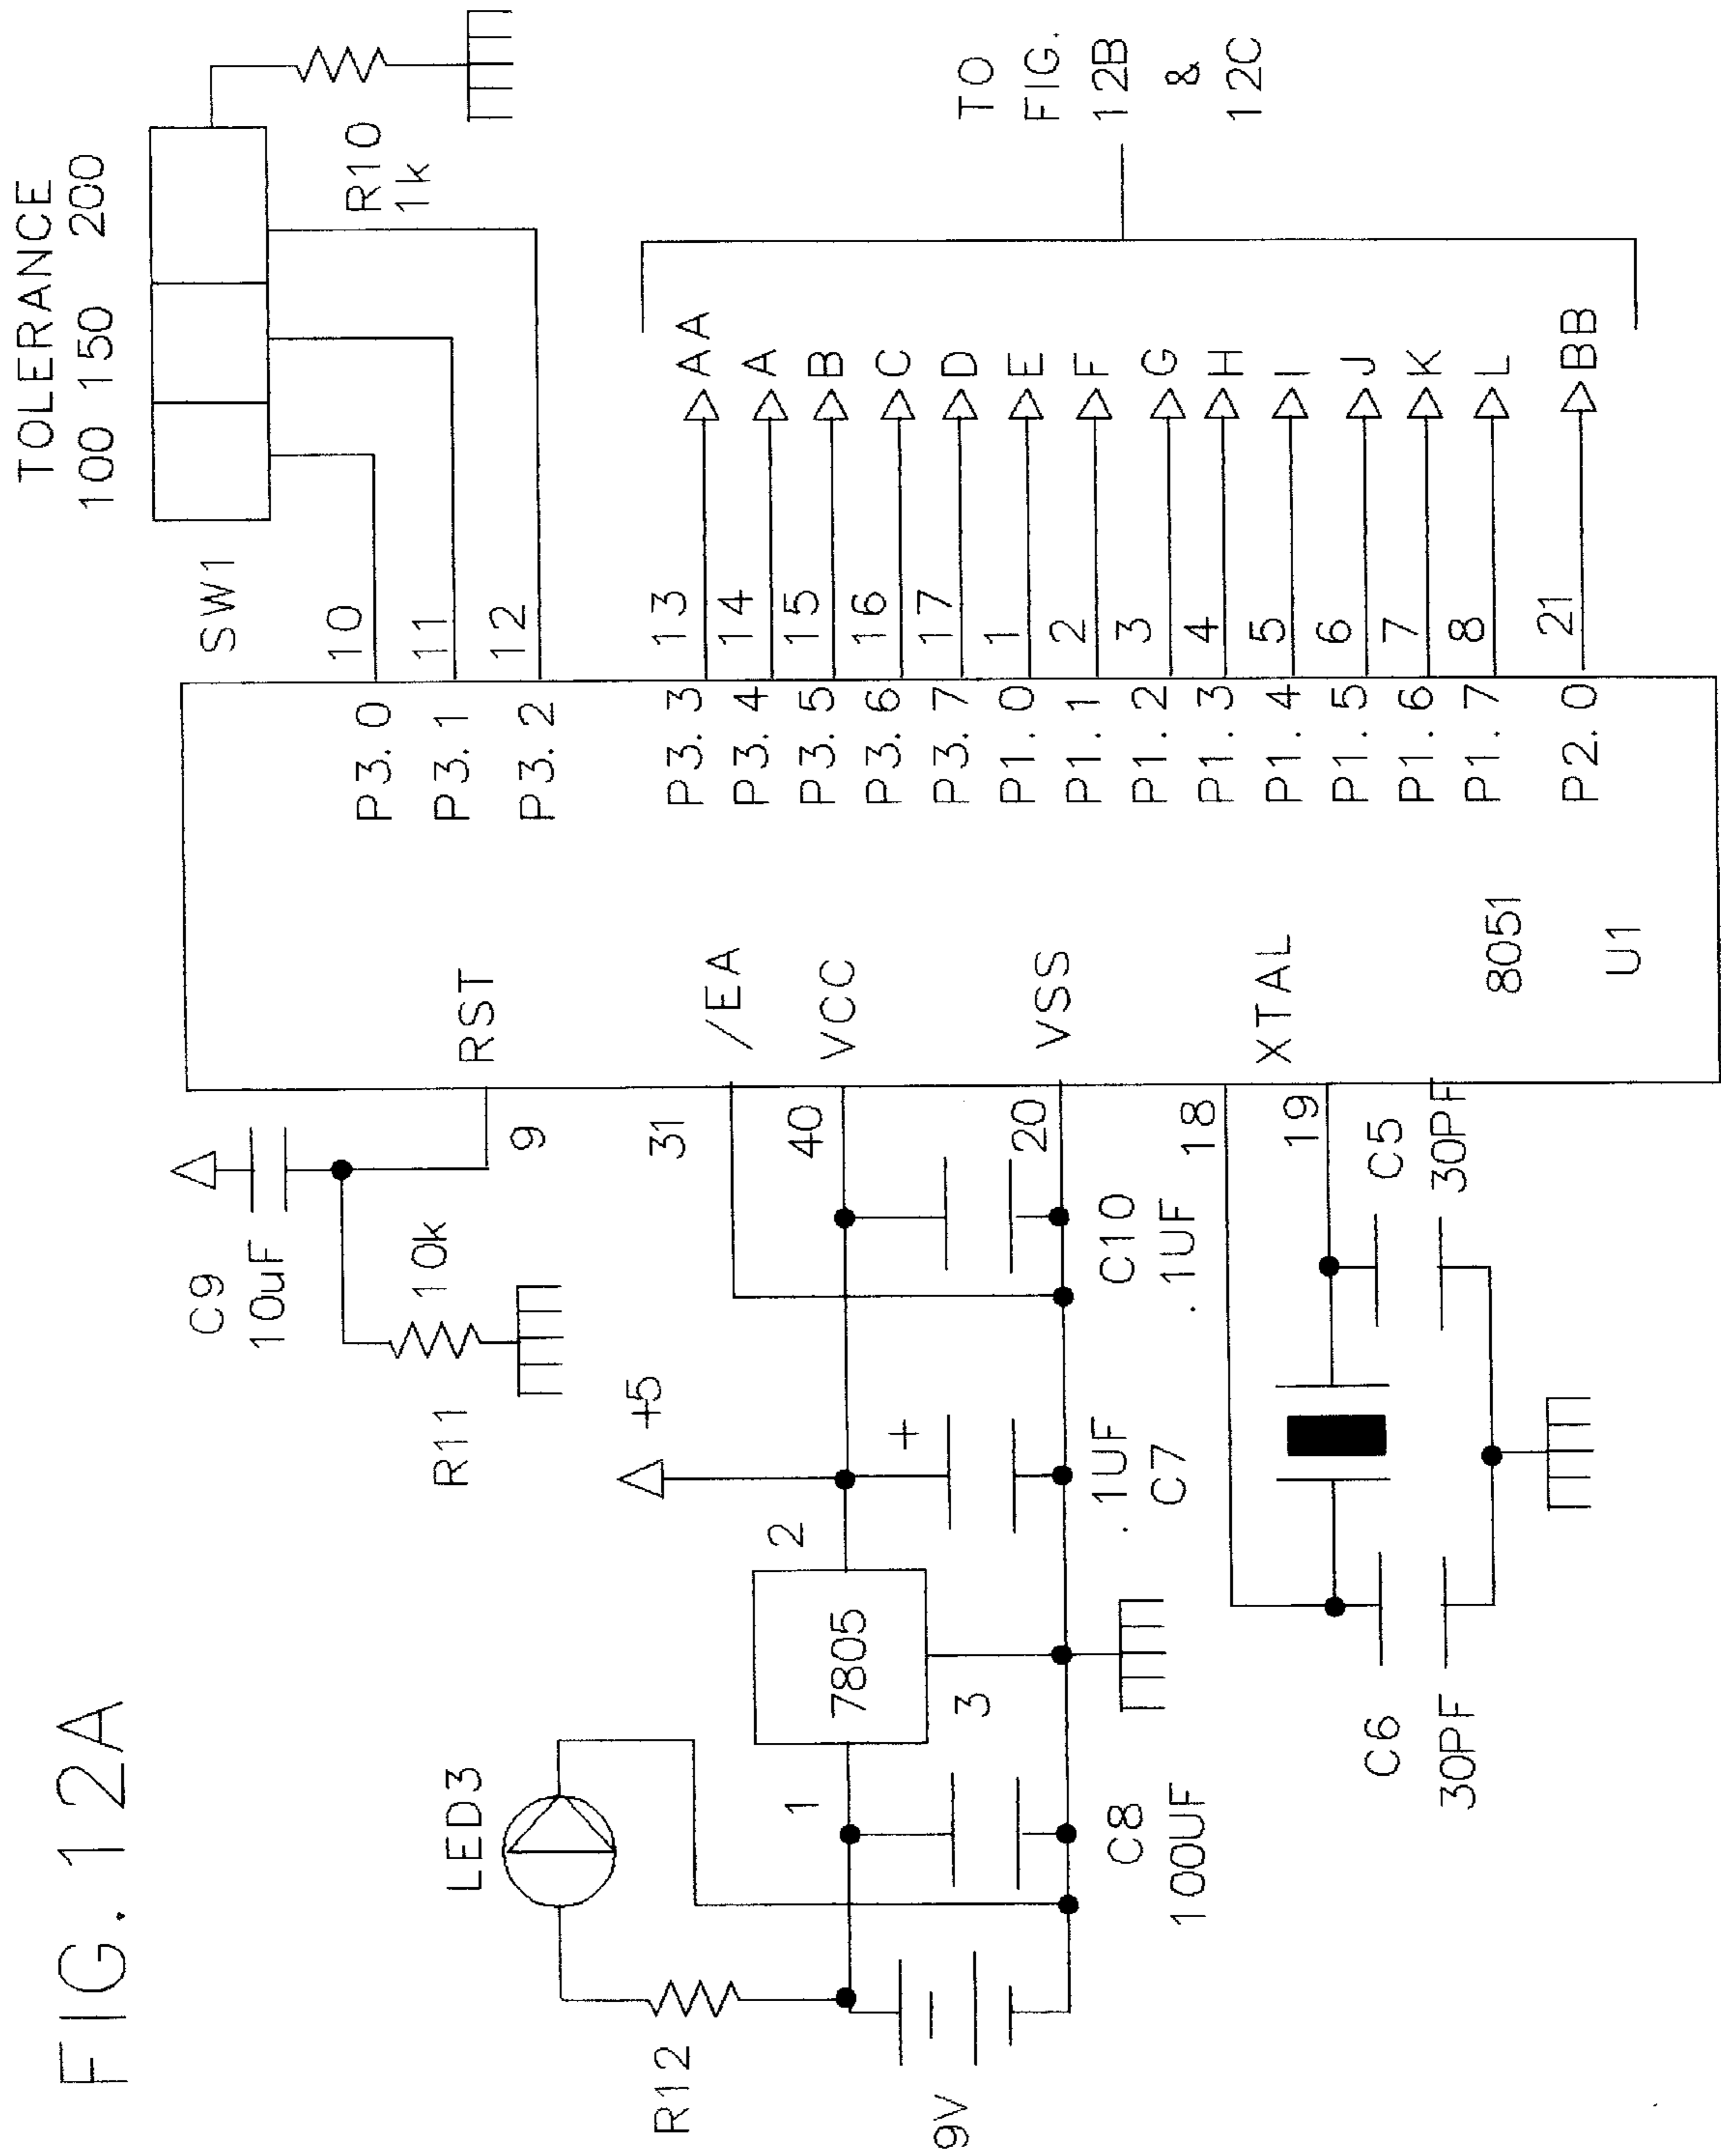 FIG. 12A
TOLERANCE
100 150 200
SW1
R10
1k
10
11
12
P3.0
P3.1
P3.2
C9
10uF
R11
10k
RST
9
LED3
R12
9V
1
7805
2
3
+5
+
C8
100UF
.1UF
C7
C10
.1UF
31
40
20
/EA
VCC
VSS
18
19
XTAL
C6
30PF
C5
30PF
8051
U1
P3.3 13 AA
P3.4 14 A
P3.5 15 B
P3.6 16 C
P3.7 17 D
P1.0 1 E
P1.1 2 F
P1.2 3 G
P1.3 4 H
P1.4 5 I
P1.5 6 J
P1.6 7 K
P1.7 8 L
P2.0 21 BB
TO
FIG.
12B
&
12C